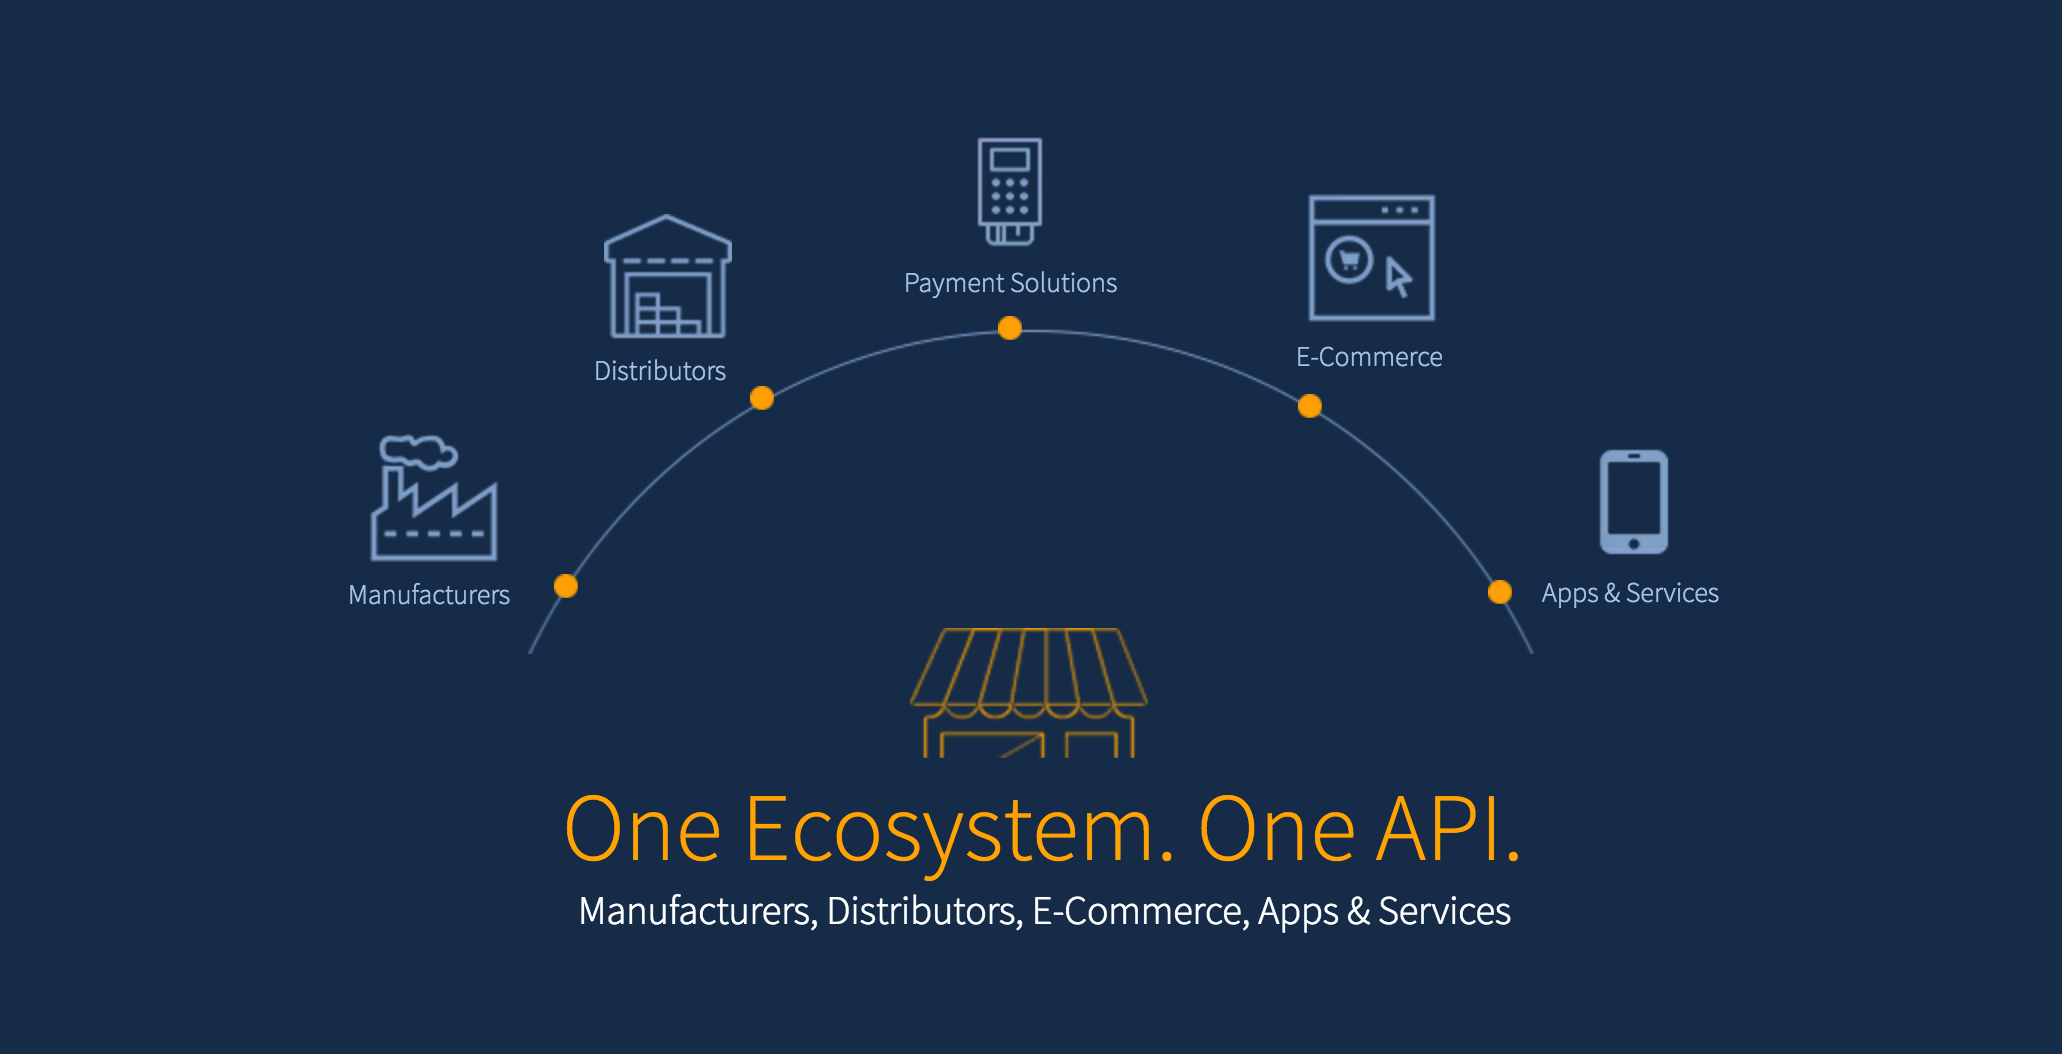 Payment Solutions
E-Commerce
Distributors
Manufacturers
Apps & Services
One Ecosystem. One API.
Manufacturers, Distributors, E-Commerce, Apps & Services